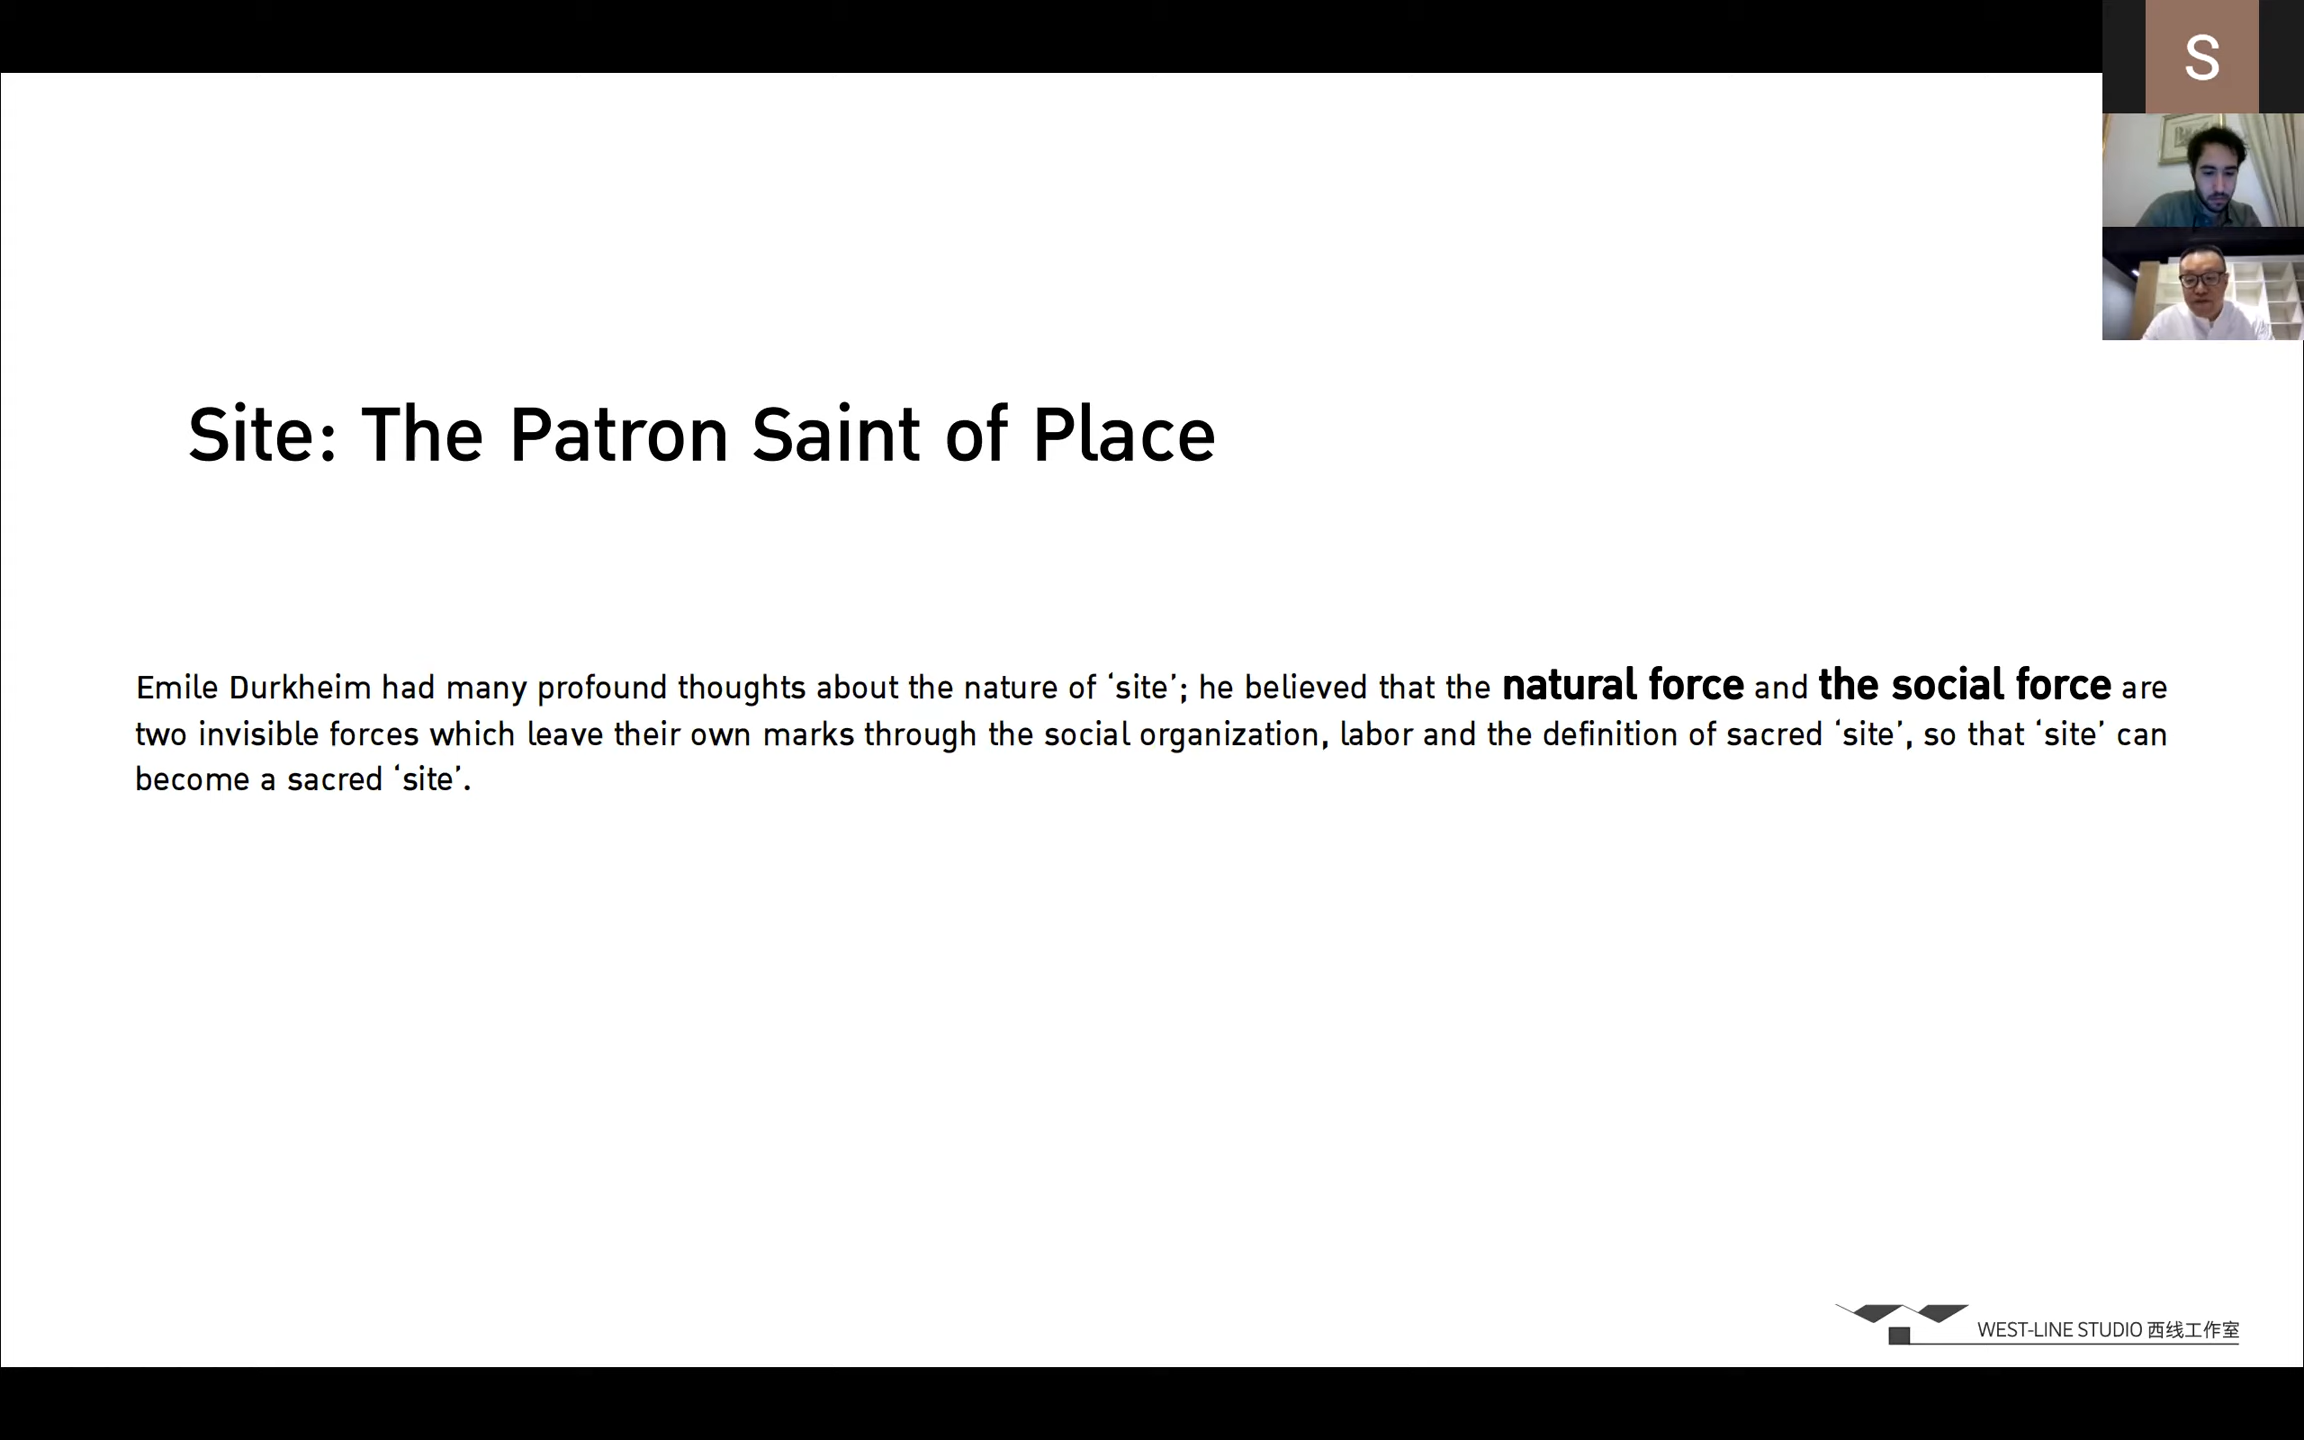 S
Site: The Patron Saint of Place
Emile Durkheim had many profound thoughts about the nature of ‘site’; he believed that the natural force and the social force are
two invisible forces which leave their own marks through the social organization, labor and the definition of sacred ‘site’, so that ‘site’ can
become a sacred ‘site’.
WEST-LINE STUDIO 西线工作室